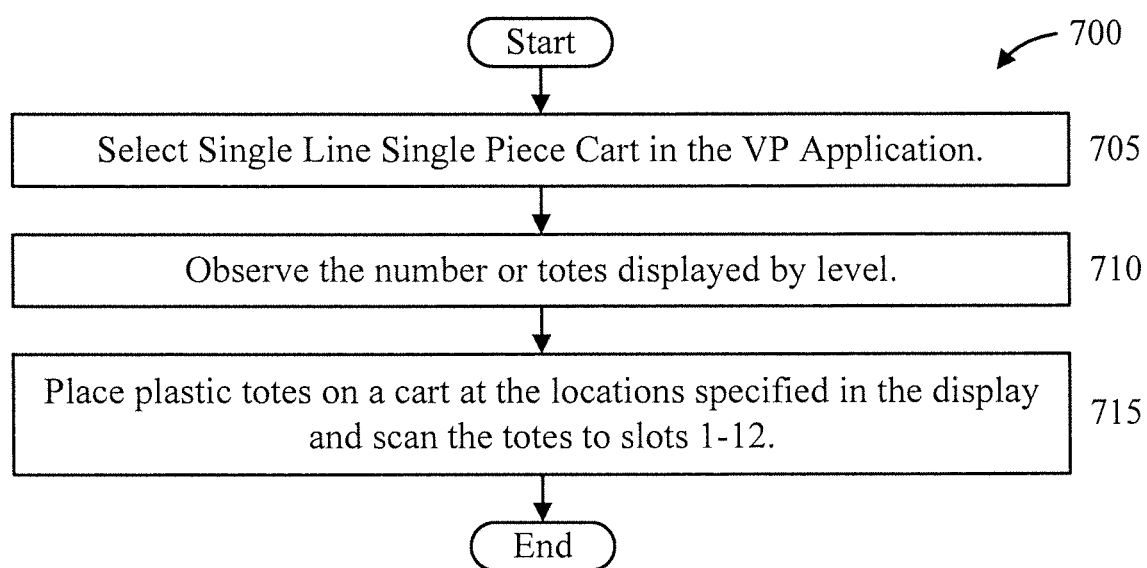 Start
700
Select Single Line Single Piece Cart in the VP Application.
705
Observe the number or totes displayed by level.
710
Place plastic totes on a cart at the locations specified in the display
and scan the totes to slots 1-12.
715
End